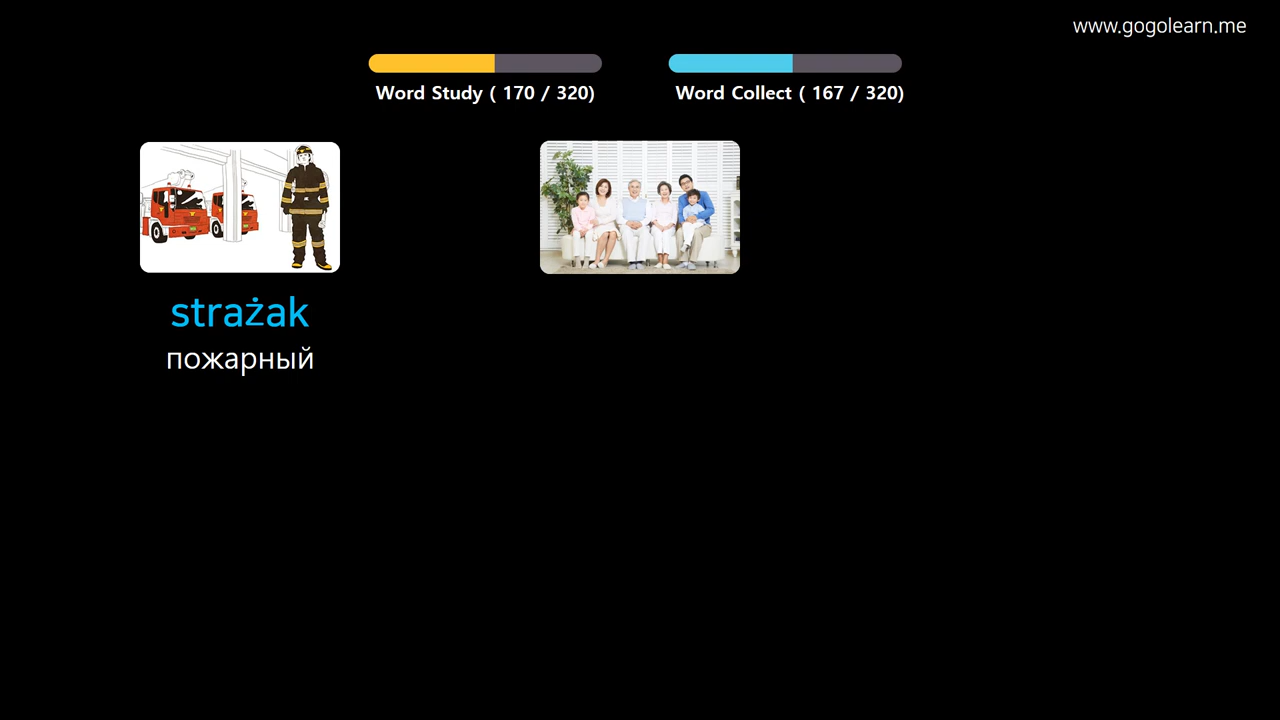 www.gogolearn.me
Word Study ( 170 / 320)
Word Collect ( 167 / 320)
strażak
пожарный